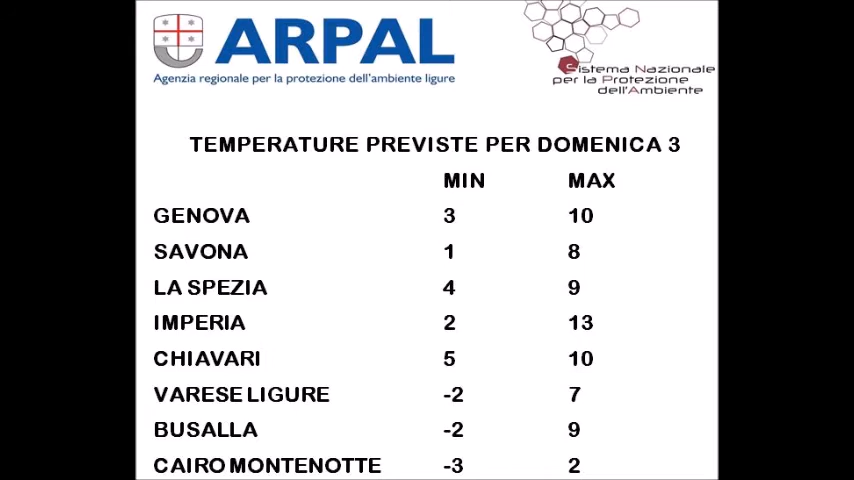 ARPAL
Agenzia regionale per la protezione dell'ambiente ligure
Sistema Nazionale
per la Protezione
dell'Ambiente
TEMPERATURE PREVISTE PER DOMENICA 3
MIN MAX
GENOVA 3 10
SAVONA 1 8
LA SPEZIA 4 9
IMPERIA 2 13
CHIAVARI 5 10
VARESE LIGURE -2 7
BUSALLA -2 9
CAIRO MONTENOTTE -3 2